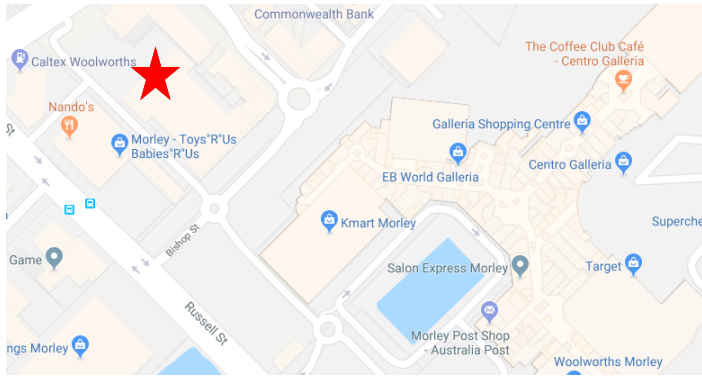 Commonwealth Bank
Caltex Woolworths
The Coffee Club Café
- Centro Galleria
Nando's
St
Morley - Toys"R"Us
Babies"R"Us
Galleria Shopping Centre
Centro Galleria
EB World Galleria
Kmart Morley
Superche
Bishop St
Game
Salon Express Morley
Target
Russell St
Morley Post Shop
- Australia Post
ngs Morley
Woolworths Morley